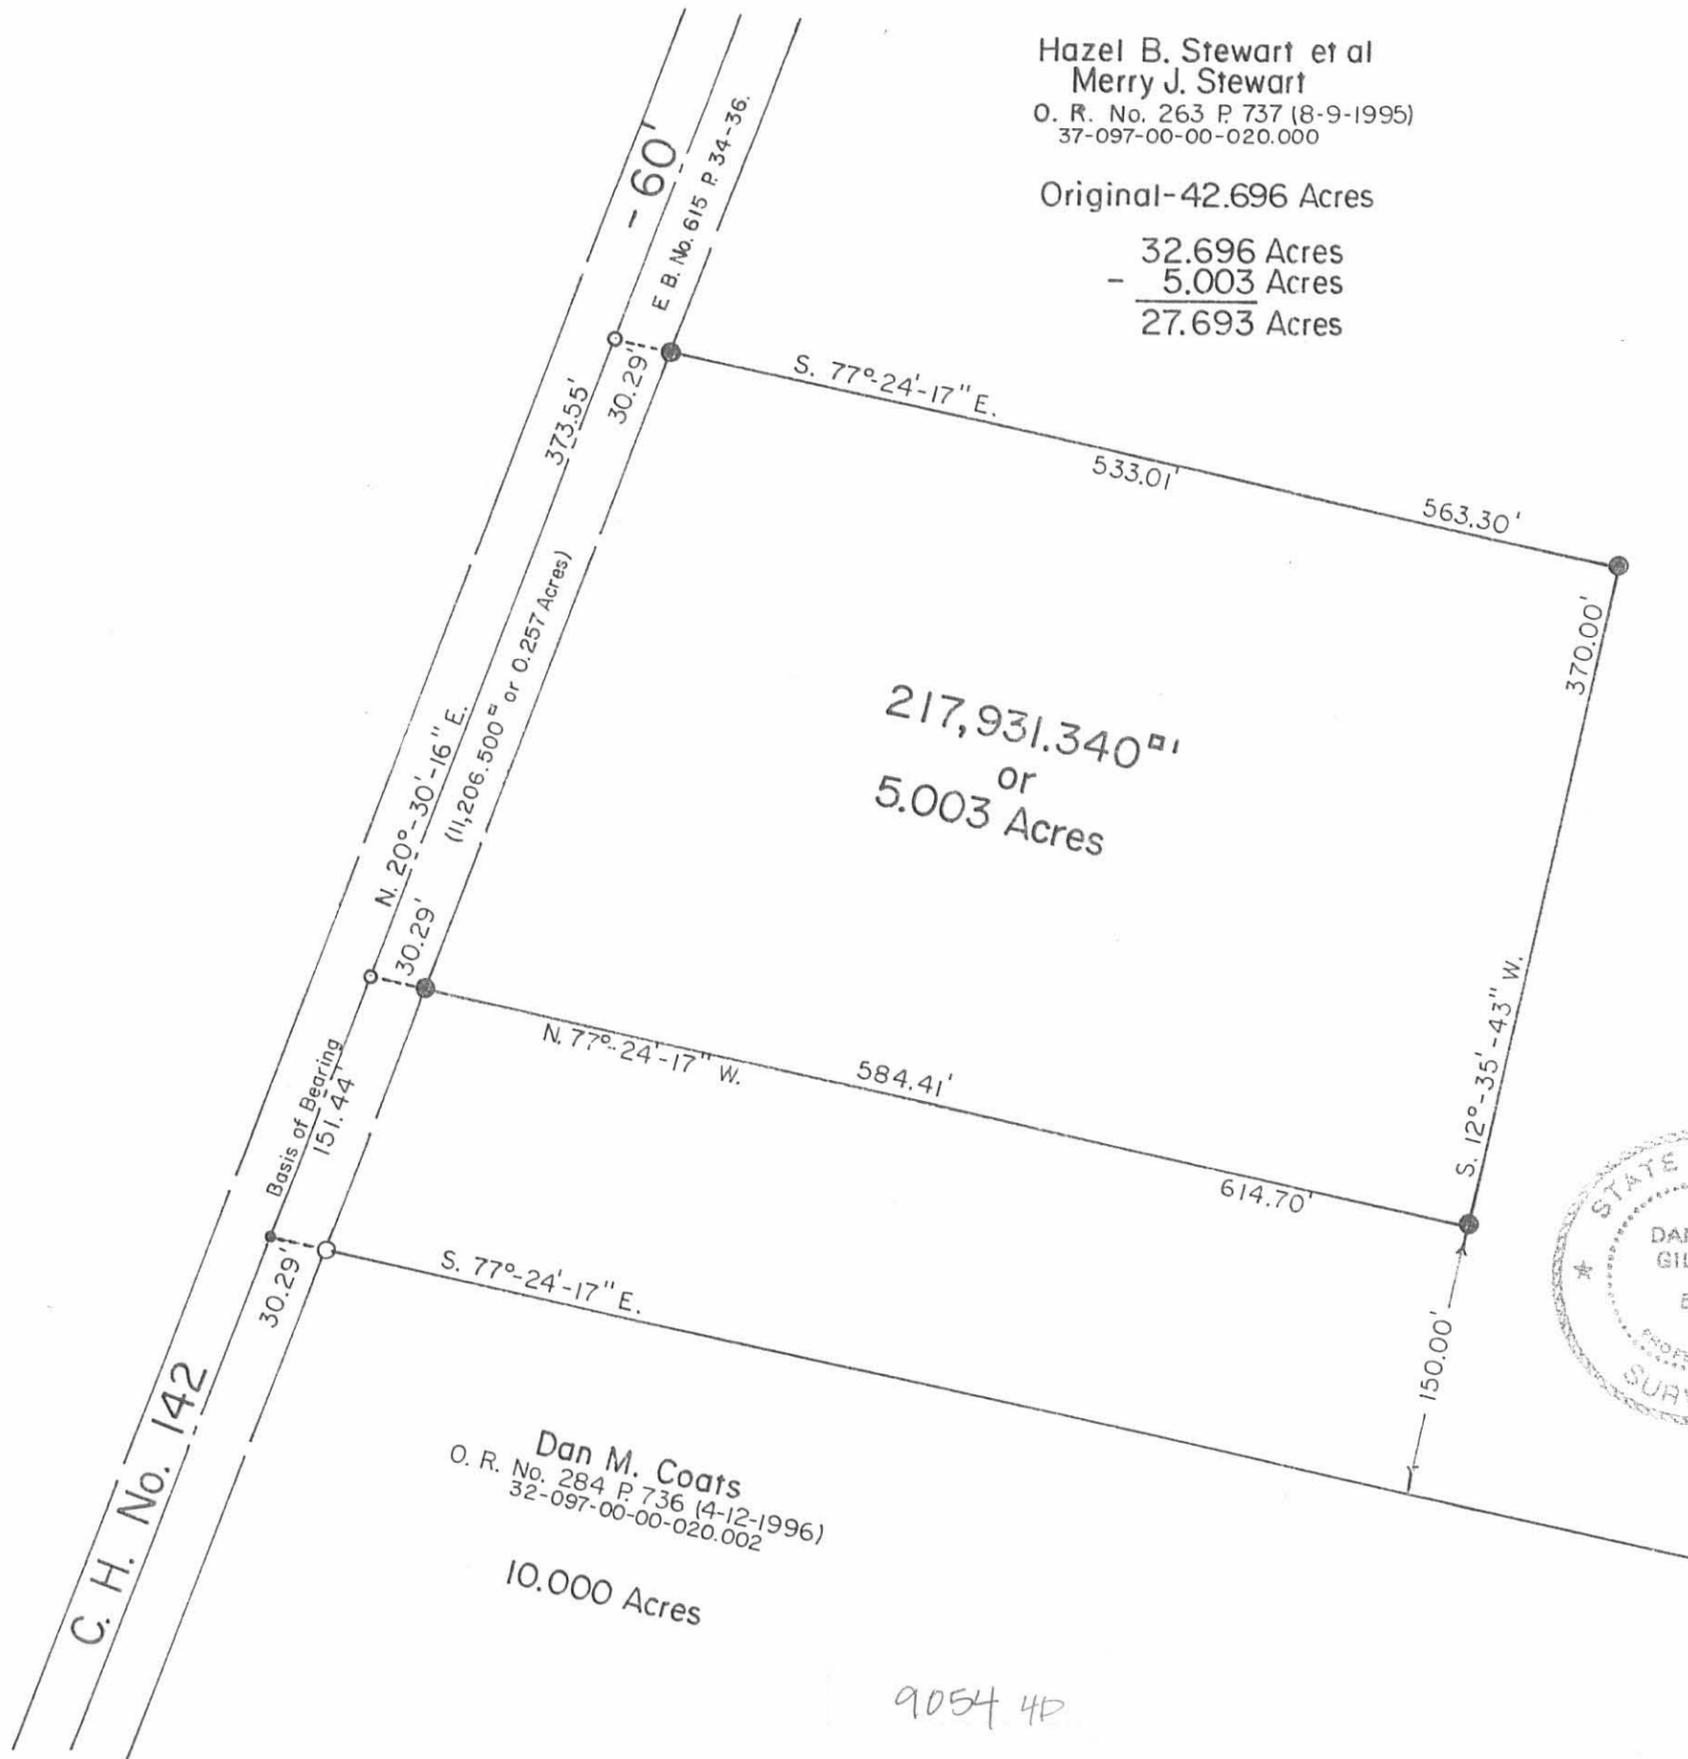 Hazel B. Stewart et al
Merry J. Stewart
O. R. No. 263 P. 737 (8-9-1995)
37-097-00-00-020.000
Original-42.696 Acres
32.696 Acres
- 5.003 Acres
27.693 Acres
- 60'
E B. No. 615 P. 34-36.
373.55'
30.29'
S. 77°-24'-17" E.
533.01'
563.30'
370.00'
(11,206.500 or 0.257 Acres)
N. 20°-30'-16" E.
217,931.340
or
5.003 Acres
30.29'
S. 12°-35'-43" W.
N. 77°-24'-17" W.
584.41'
614.70'
Basis of Bearing
151.44'
30.29'
S. 77°-24'-17" E.
150.00'
STATE
C. H. No. 142
Dan M. Coats
O. R. No. 284 P. 736 (4-12-1996)
32-097-00-00-020.002
10.000 Acres
9054